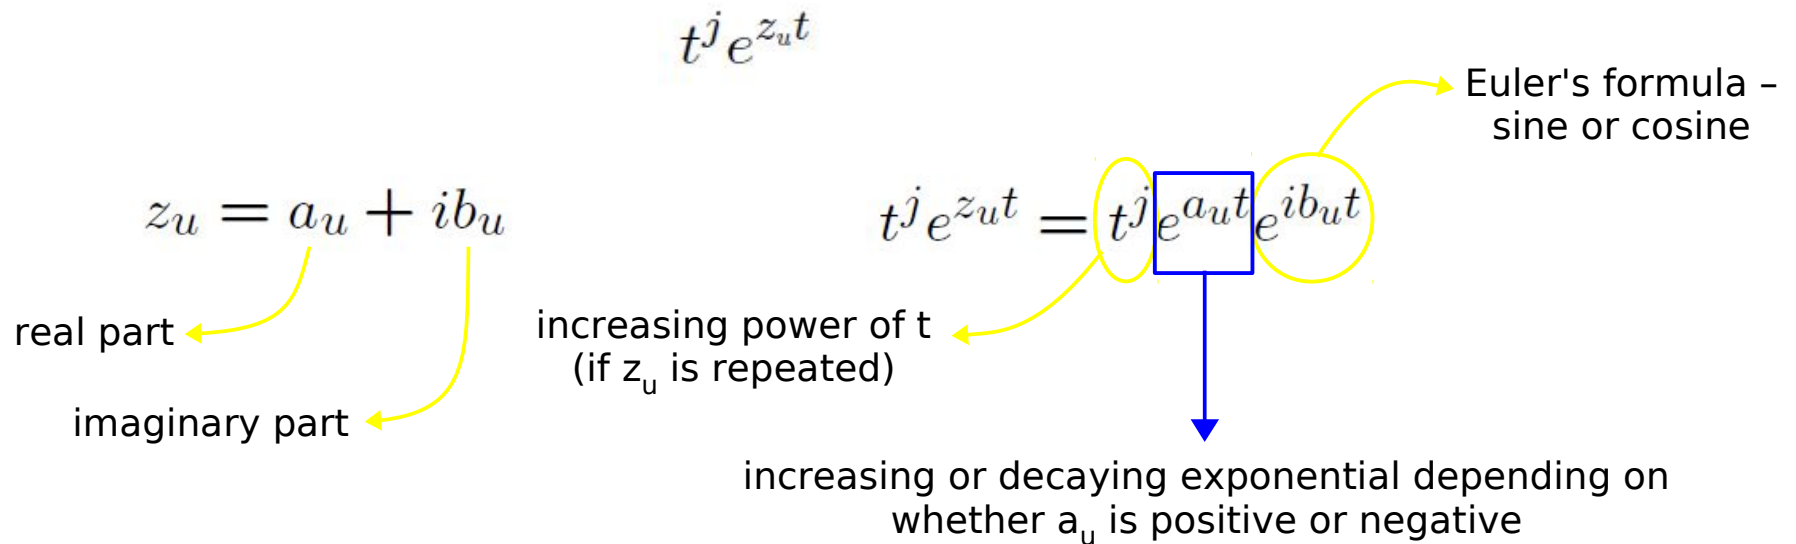 t^j e^{z_u t}
Euler's formula –
sine or cosine
z_u = a_u + ib_u
t^j e^{z_u t} = t^j e^{a_u t} e^{ib_u t}
real part
increasing power of t
(if z_u is repeated)
imaginary part
increasing or decaying exponential depending on
whether a_u is positive or negative